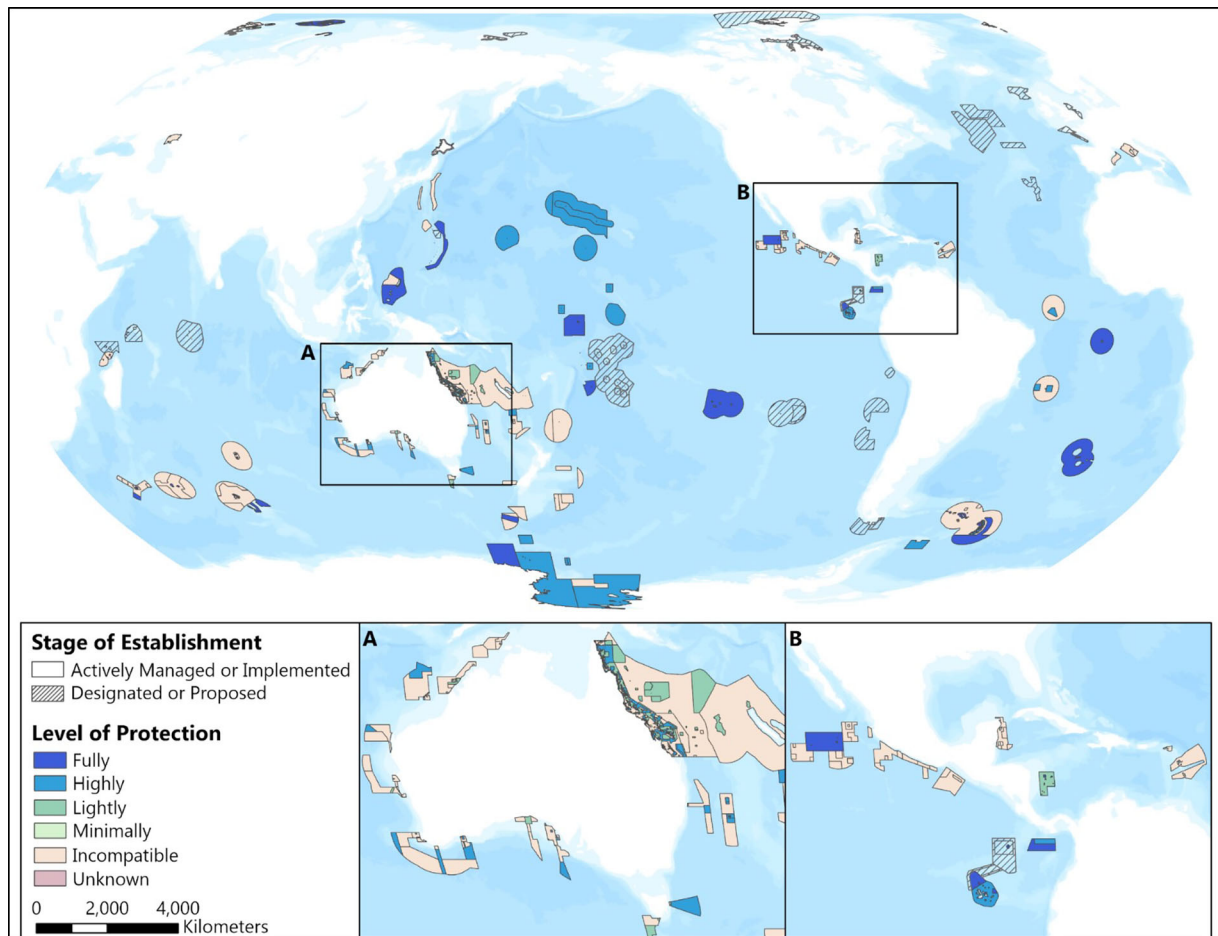 B
A
Stage of Establishment
Actively Managed or Implemented
Designated or Proposed
Level of Protection
Fully
Highly
Lightly
Minimally
Incompatible
Unknown
0 2,000 4,000
Kilometers
A
B